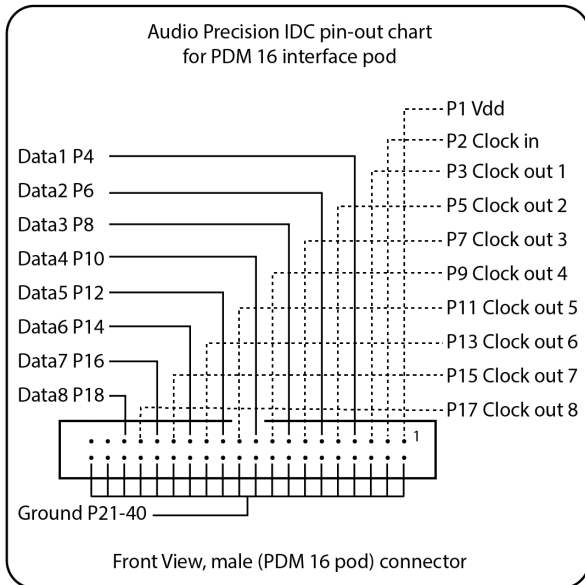 Audio Precision IDC pin-out chart
for PDM 16 interface pod
P1 Vdd
P2 Clock in
P3 Clock out 1
P5 Clock out 2
P7 Clock out 3
P9 Clock out 4
P11 Clock out 5
P13 Clock out 6
P15 Clock out 7
P17 Clock out 8
Data1 P4
Data2 P6
Data3 P8
Data4 P10
Data5 P12
Data6 P14
Data7 P16
Data8 P18
1
Ground P21-40
Front View, male (PDM 16 pod) connector